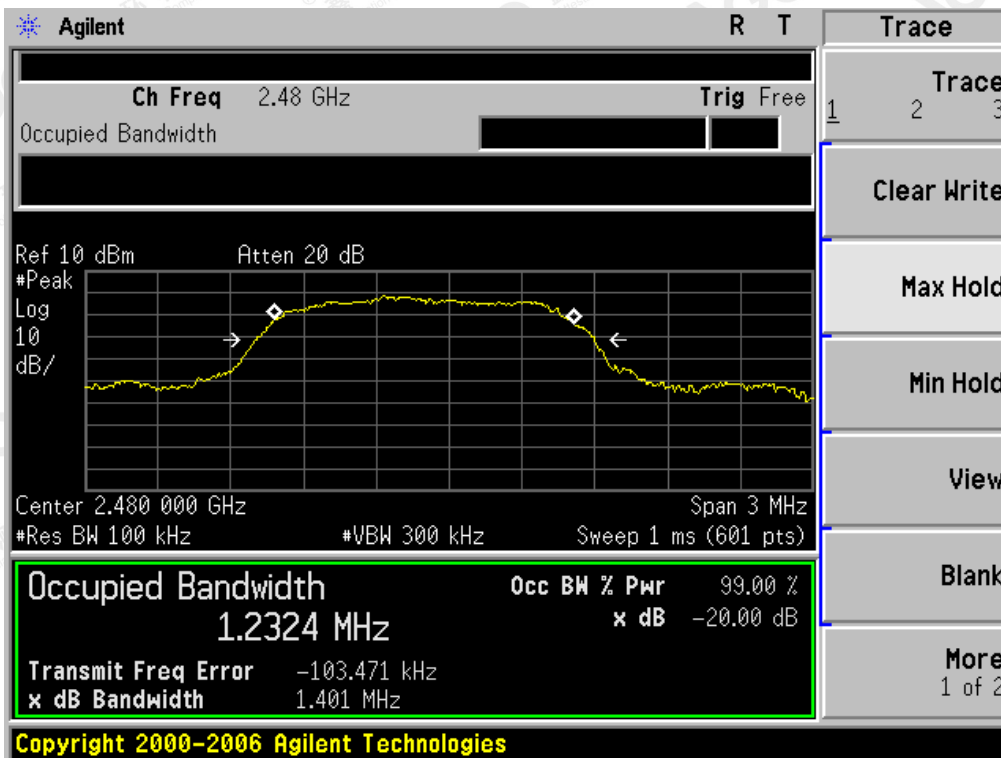 Agilent R T
Ch Freq 2.48 GHz Trig Free
Occupied Bandwidth
Ref 10 dBm Atten 20 dB
#Peak
Log
10
dB/
Center 2.480 000 GHz Span 3 MHz
#Res BW 100 kHz #VBW 300 kHz Sweep 1 ms (601 pts)
Occupied Bandwidth Occ BW % Pwr 99.00 %
1.2324 MHz x dB -20.00 dB
Transmit Freq Error -103.471 kHz
x dB Bandwidth 1.401 MHz
Copyright 2000-2006 Agilent Technologies
Trace
Trace
1 2 3
Clear Write
Max Hold
Min Hold
View
Blank
More
1 of 2